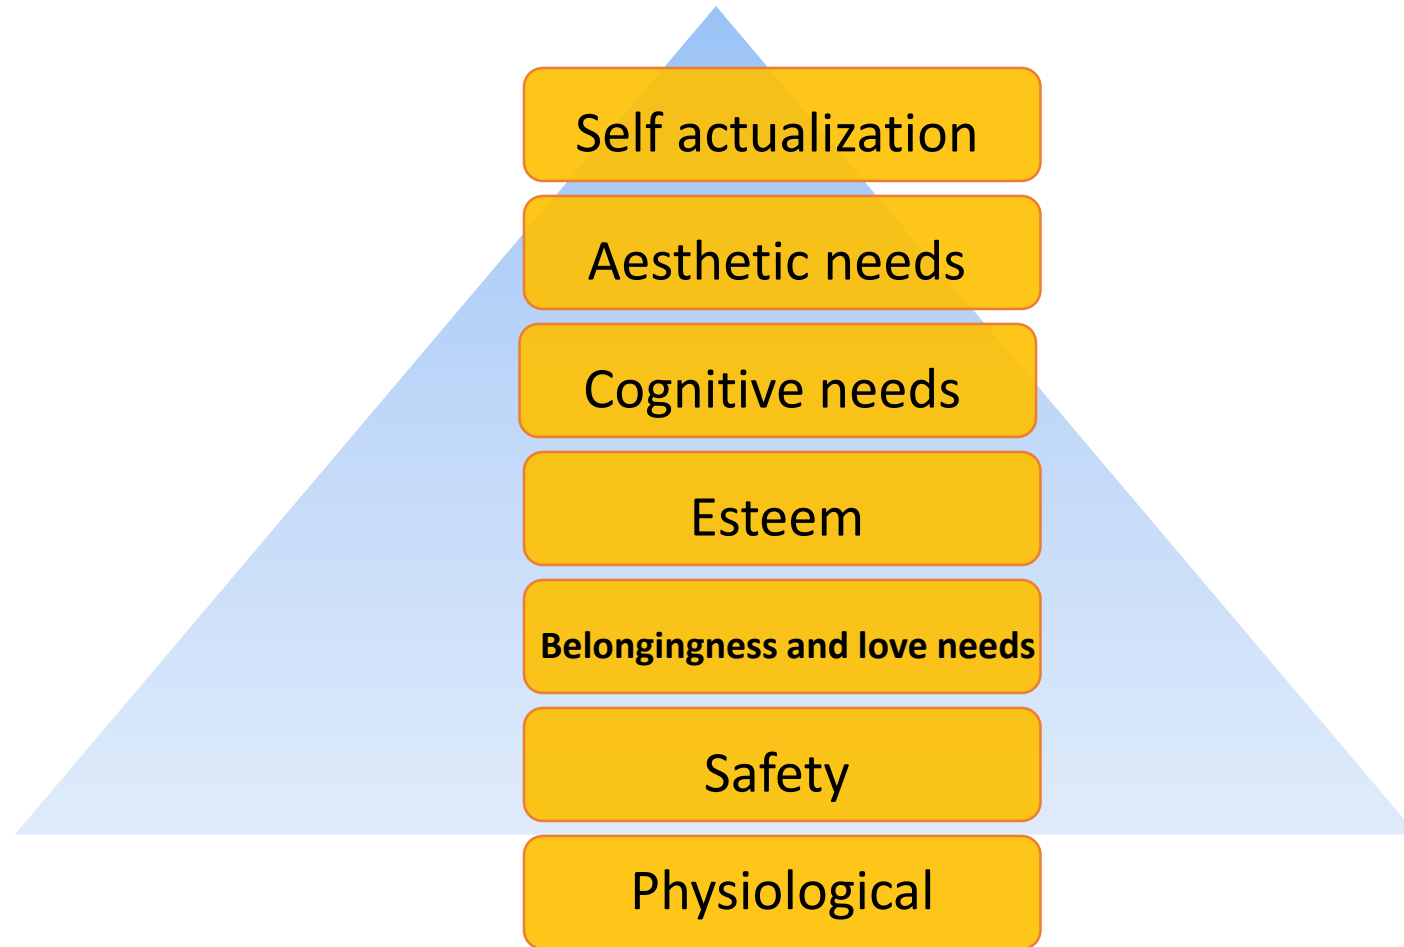 Self actualization
Aesthetic needs
Cognitive needs
Esteem
Belongingness and love needs
Safety
Physiological